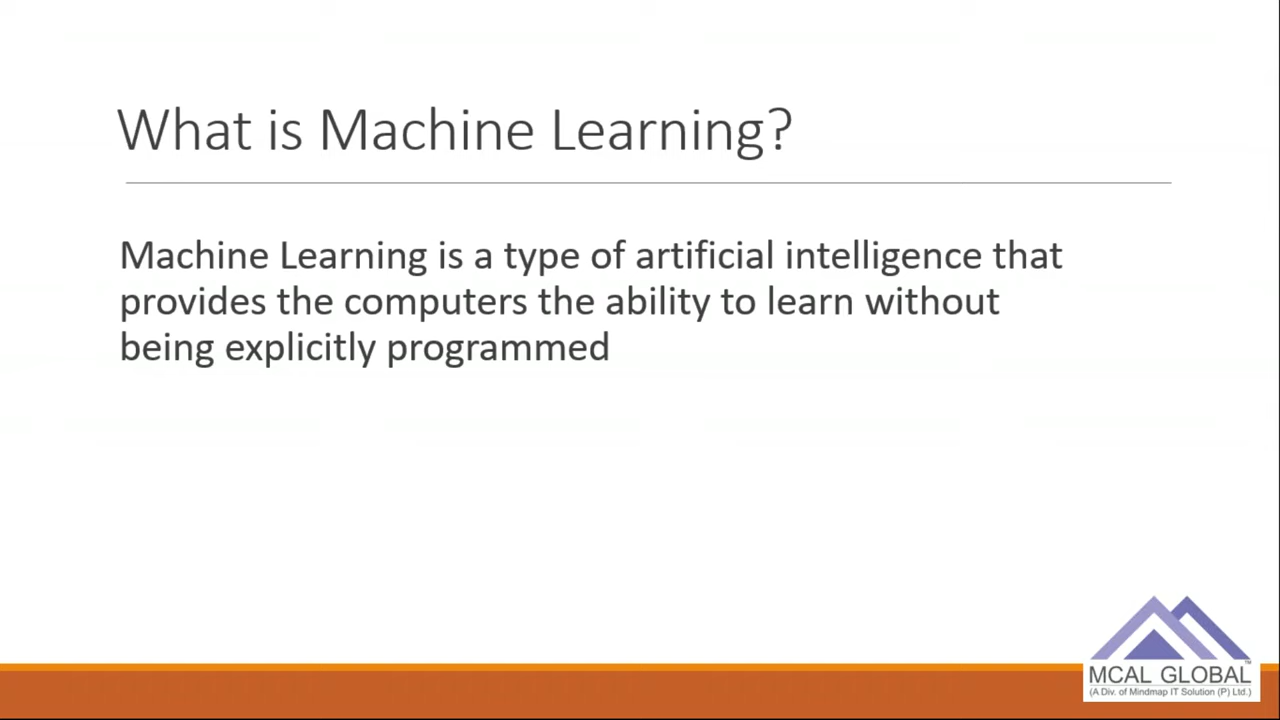 What is Machine Learning?
Machine Learning is a type of artificial intelligence that
provides the computers the ability to learn without
being explicitly programmed
MCAL GLOBAL
TM
(A Div. of Mindmap IT Solution (P) Ltd.)